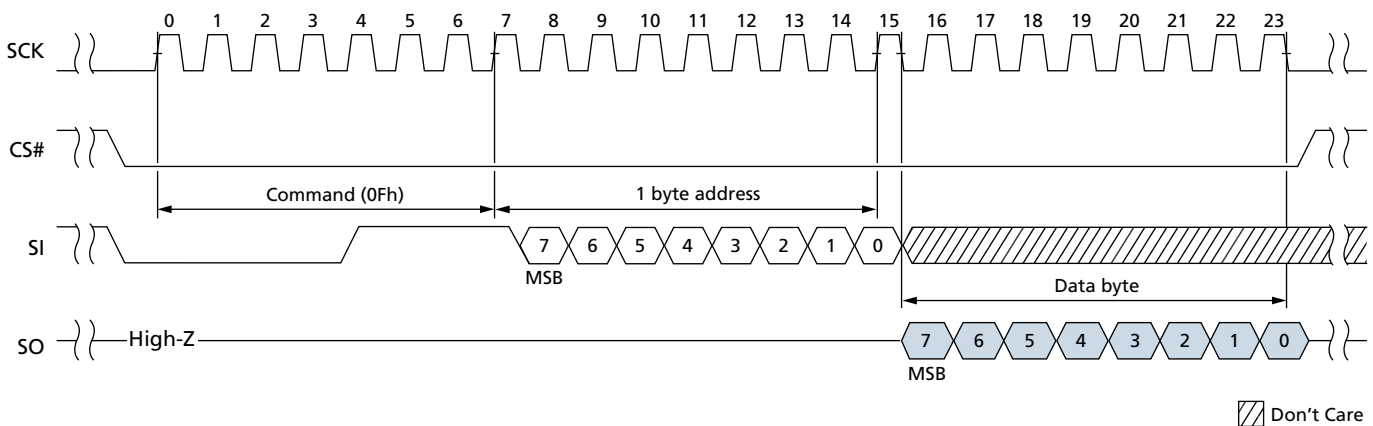 0 1 2 3 4 5 6 7 8 9 10 11 12 13 14 15 16 17 18 19 20 21 22 23
SCK
CS#
Command (0Fh) 1 byte address
SI 7 6 5 4 3 2 1 0
MSB
Data byte
SO High-Z 7 6 5 4 3 2 1 0
MSB
Don't Care